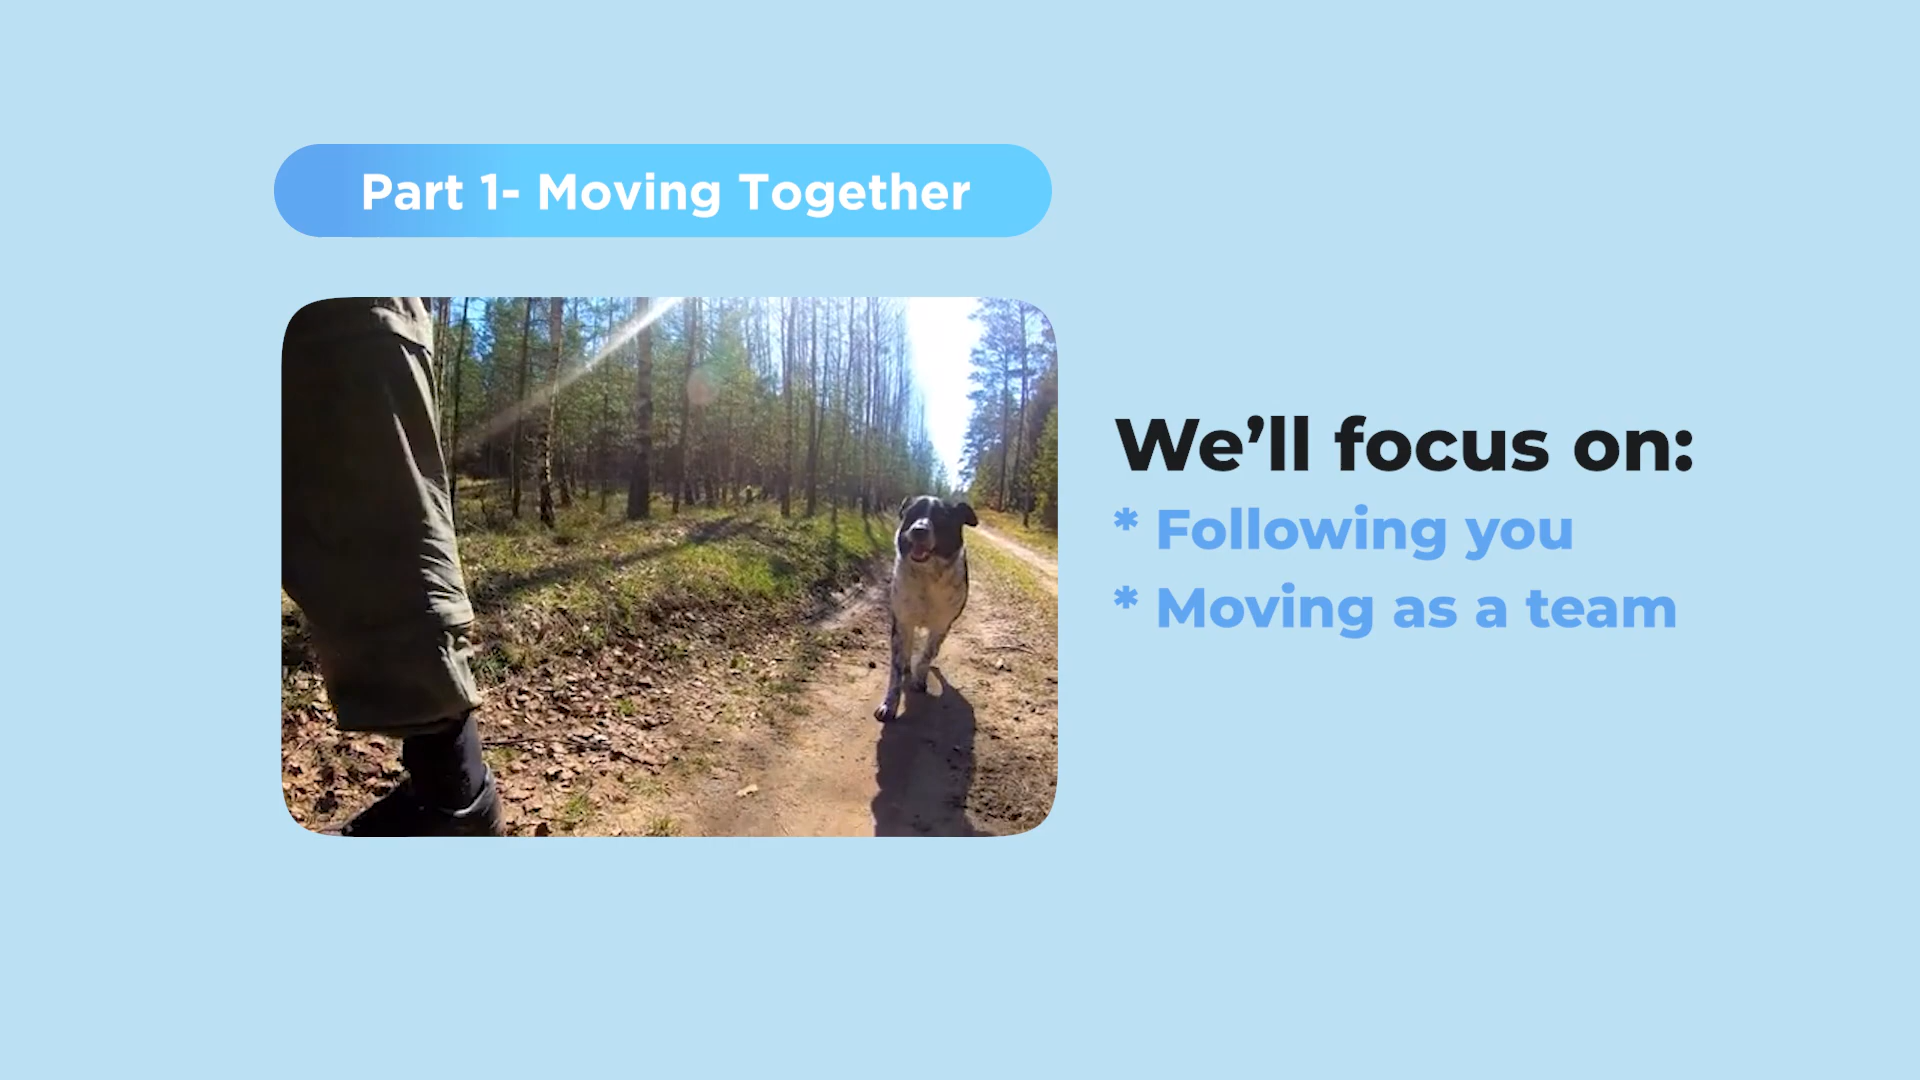 Part 1- Moving Together
We’ll focus on:
* Following you
* Moving as a team